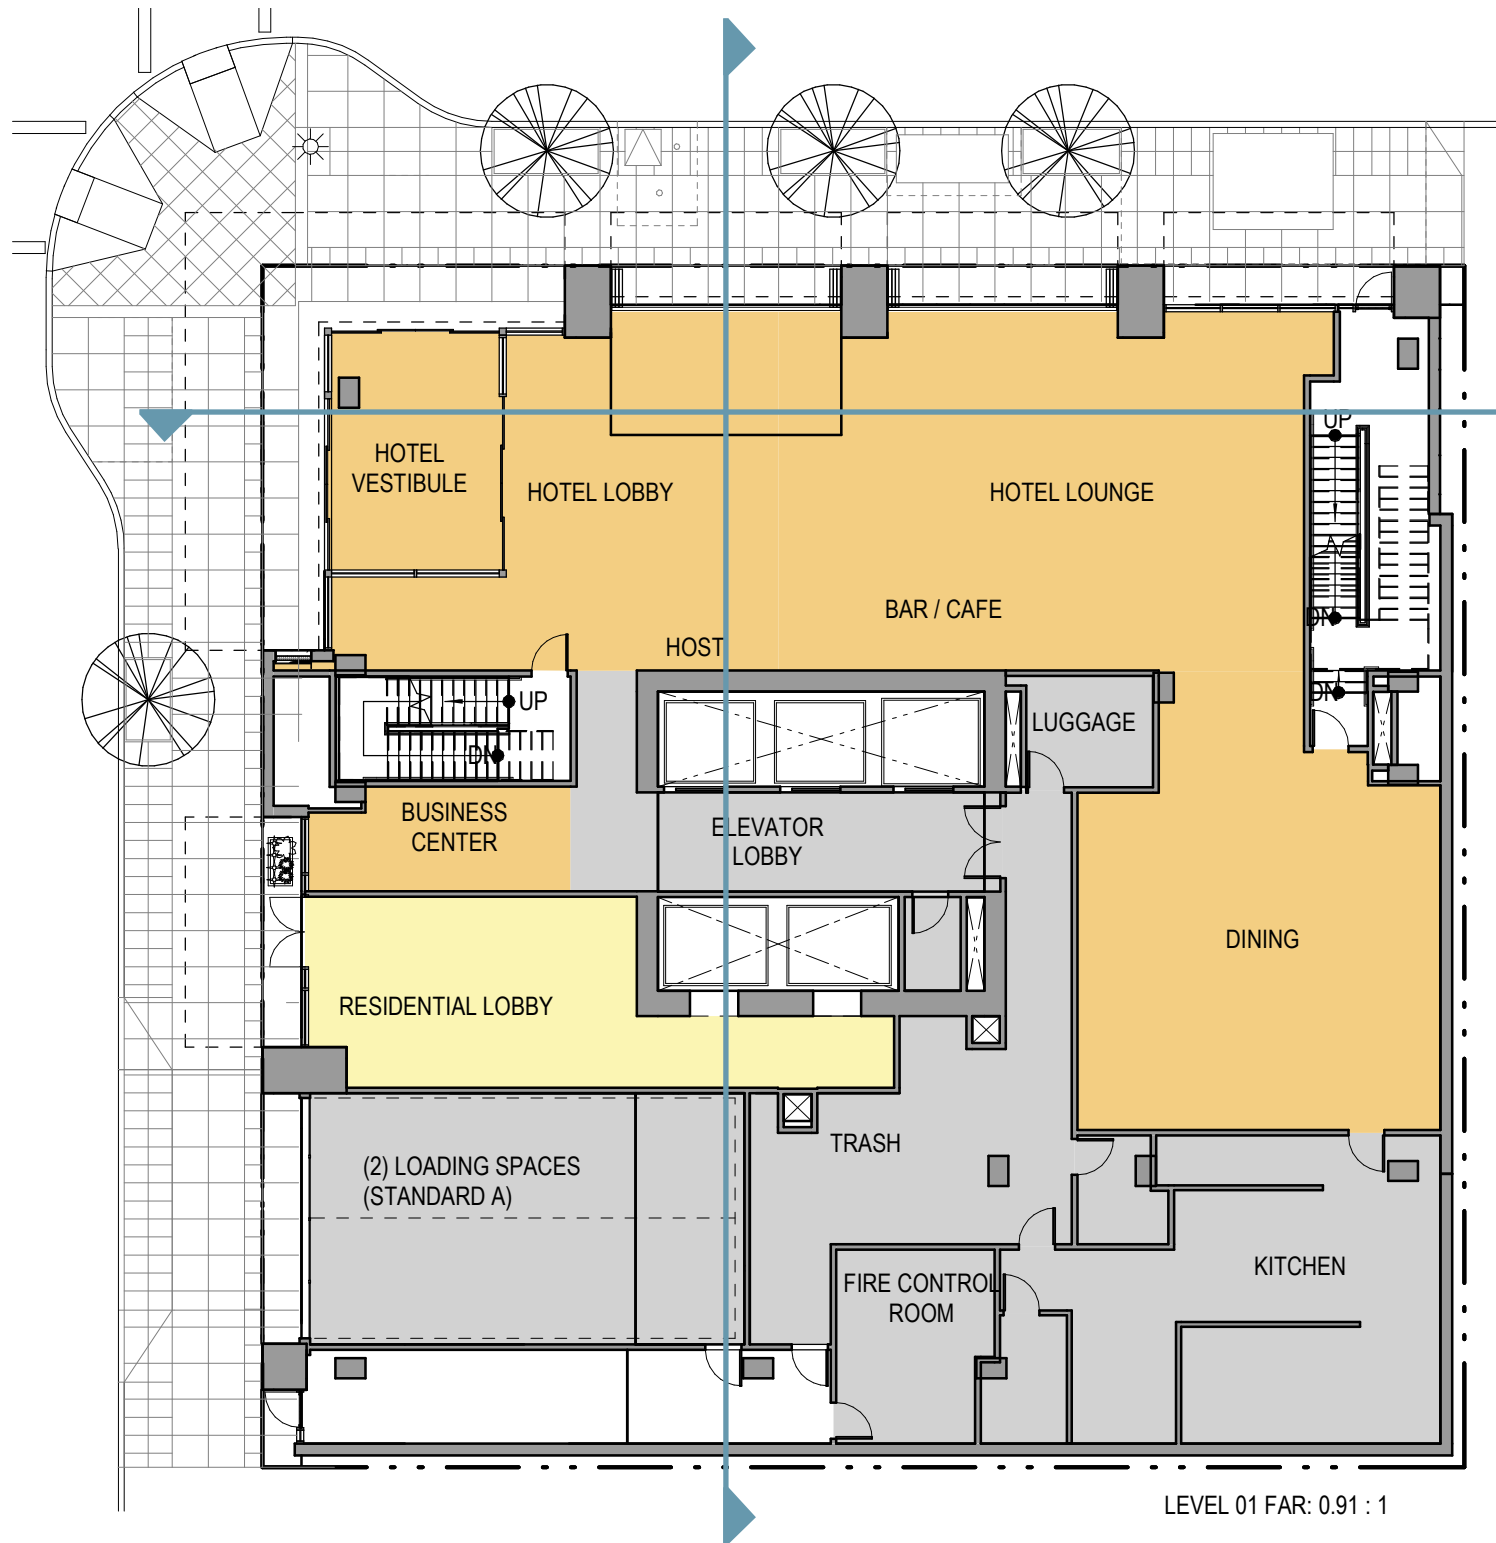 UP
HOTEL
VESTIBULE
HOTEL LOBBY
HOTEL LOUNGE
BAR / CAFE
DN
HOST
UP
DN
LUGGAGE
DN
BUSINESS
CENTER
ELEVATOR
LOBBY
DINING
RESIDENTIAL LOBBY
TRASH
(2) LOADING SPACES
(STANDARD A)
KITCHEN
FIRE CONTROL
ROOM
LEVEL 01 FAR: 0.91 : 1